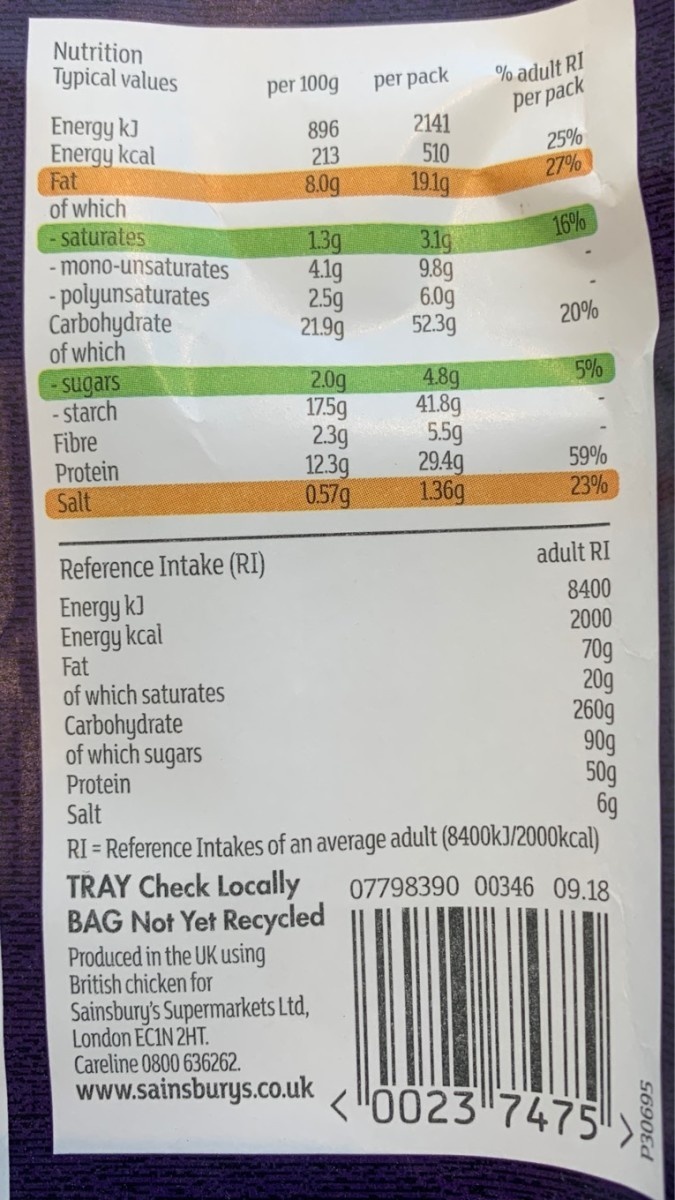 Nutrition
Typical values per 100g per pack % adult RI per pack
Energy kJ 896 2141 25%
Energy kcal 213 510
Fat 8.0g 19.1g 27%
of which
- saturates 1.3g 3.1g 16%
- mono-unsaturates 4.1g 9.8g -
- polyunsaturates 2.5g 6.0g -
Carbohydrate 21.9g 52.3g 20%
of which
- sugars 2.0g 4.8g 5%
- starch 17.5g 41.8g -
Fibre 2.3g 5.5g -
Protein 12.3g 29.4g 59%
Salt 0.57g 1.36g 23%
Reference Intake (RI) adult RI
Energy kJ 8400
Energy kcal 2000
Fat 70g
of which saturates 20g
Carbohydrate 260g
of which sugars 90g
Protein 50g
Salt 6g
RI = Reference Intakes of an average adult (8400kJ/2000kcal)
TRAY Check Locally
BAG Not Yet Recycled
Produced in the UK using
British chicken for
Sainsbury's Supermarkets Ltd,
London EC1N 2HT.
Careline 0800 636262.
www.sainsburys.co.uk
07798390 00346 09.18
< 0023 7475 >
P30695